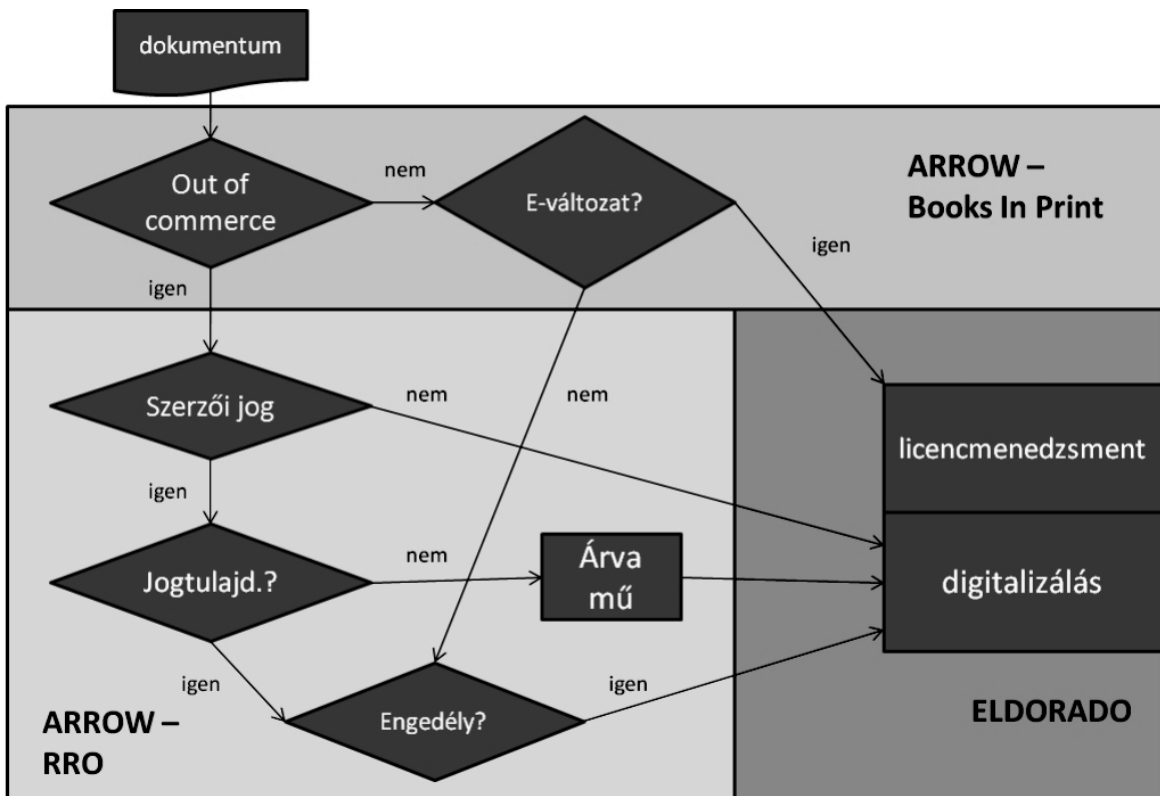 dokumentum
Out of
commerce
nem
E-változat?
ARROW –
Books In Print
igen
igen
Szerzői jog
nem
nem
licencmenedzsment
igen
Jogtulajd.?
nem
Árva
mű
digitalizálás
igen
Engedély?
igen
ARROW –
RRO
ELDORADO